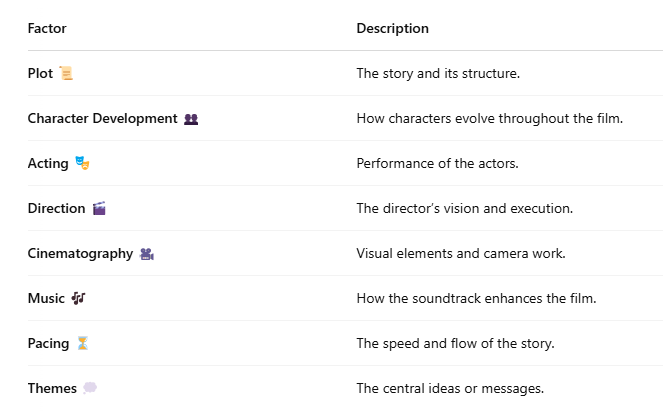 Factor Description
Plot 📜 The story and its structure.
Character Development 👥 How characters evolve throughout the film.
Acting 🎭 Performance of the actors.
Direction 🎬 The director’s vision and execution.
Cinematography 🎥 Visual elements and camera work.
Music 🎶 How the soundtrack enhances the film.
Pacing ⏳ The speed and flow of the story.
Themes 💭 The central ideas or messages.